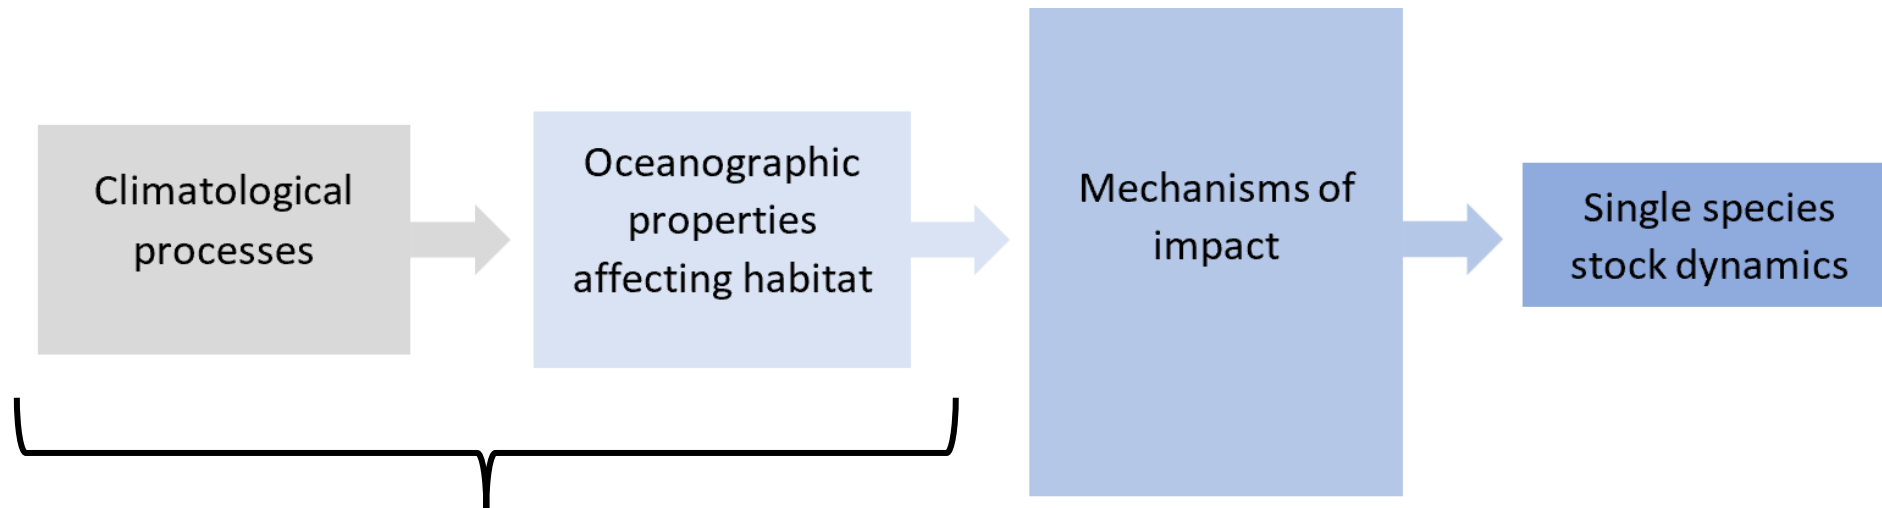 Climatological
processes
Oceanographic
properties
affecting habitat
Mechanisms of
impact
Single species
stock dynamics